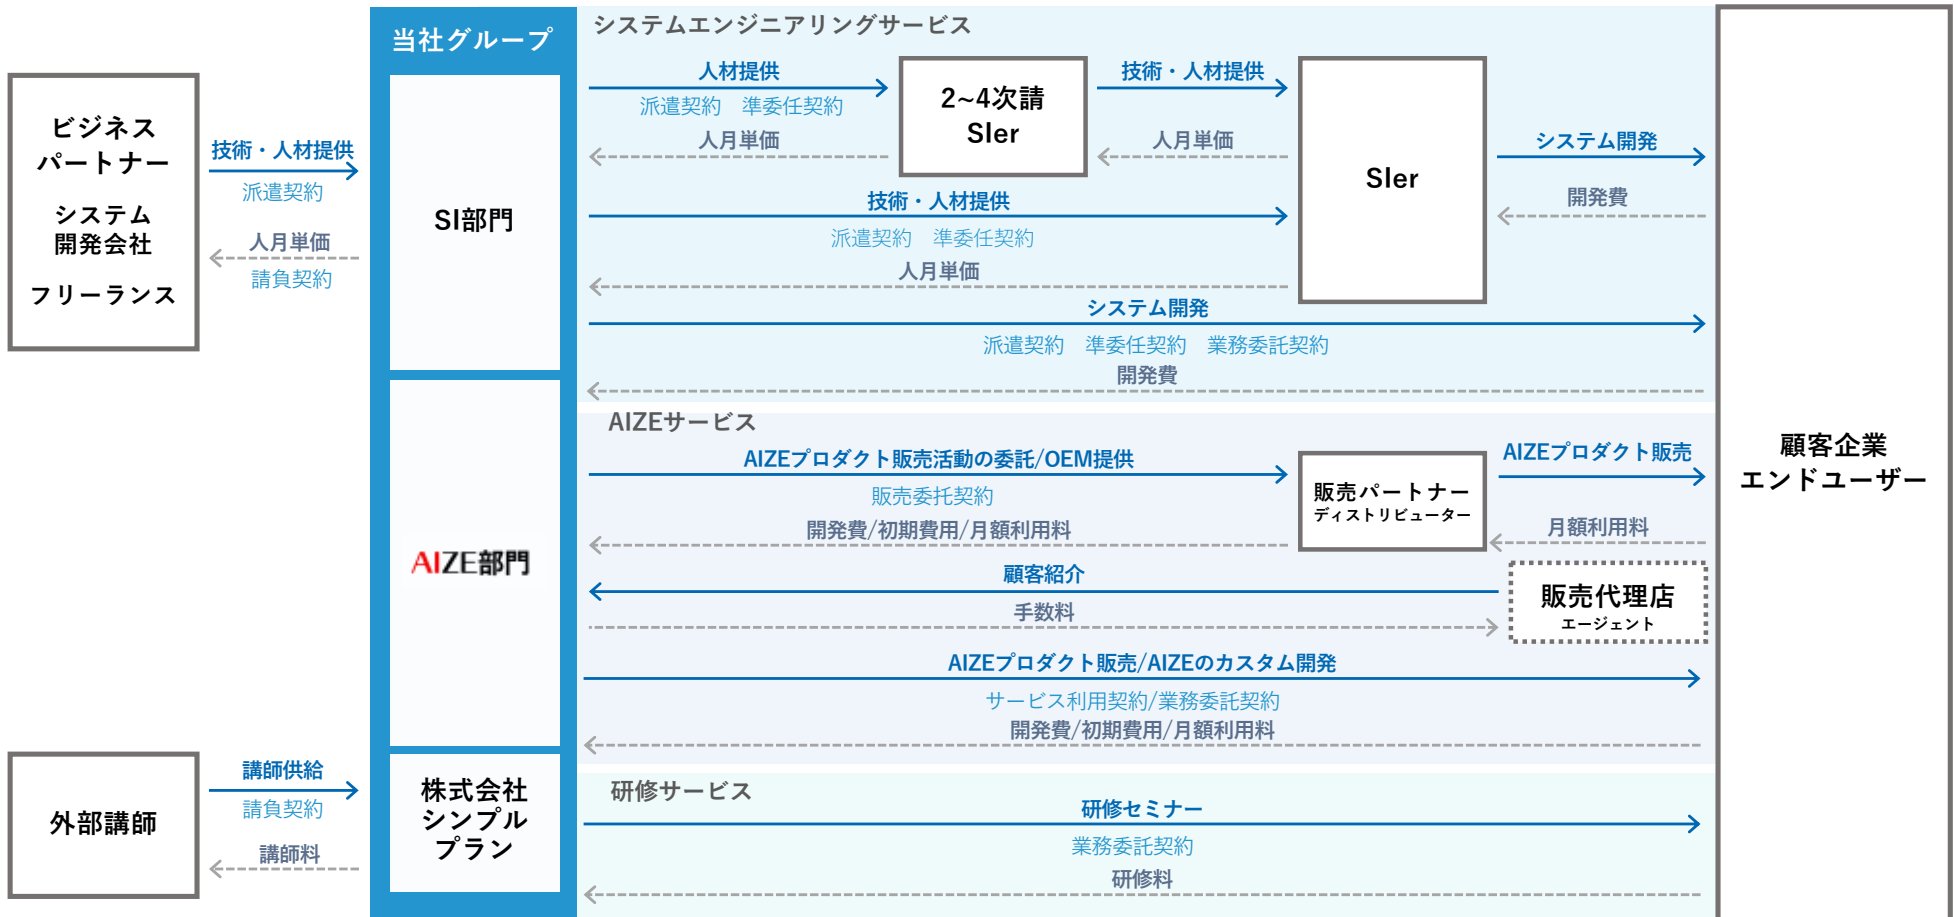 当社グループ
システムエンジニアリングサービス
ビジネス
パートナー
システム
開発会社
フリーランス
技術・人材提供
派遣契約
人月単価
請負契約
SI部門
人材提供
派遣契約　準委任契約
人月単価
2~4次請
SIer
技術・人材提供
人月単価
SIer
システム開発
開発費
技術・人材提供
派遣契約　準委任契約
人月単価
システム開発
派遣契約　準委任契約　業務委託契約
開発費
AIZEサービス
AIZE部門
AIZEプロダクト販売活動の委託/OEM提供
販売委託契約
開発費/初期費用/月額利用料
販売パートナー
ディストリビューター
AIZEプロダクト販売
月額利用料
顧客紹介
手数料
販売代理店
エージェント
AIZEプロダクト販売/AIZEのカスタム開発
サービス利用契約/業務委託契約
開発費/初期費用/月額利用料
顧客企業
エンドユーザー
外部講師
講師供給
請負契約
講師料
株式会社
シンプル
プラン
研修サービス
研修セミナー
業務委託契約
研修料